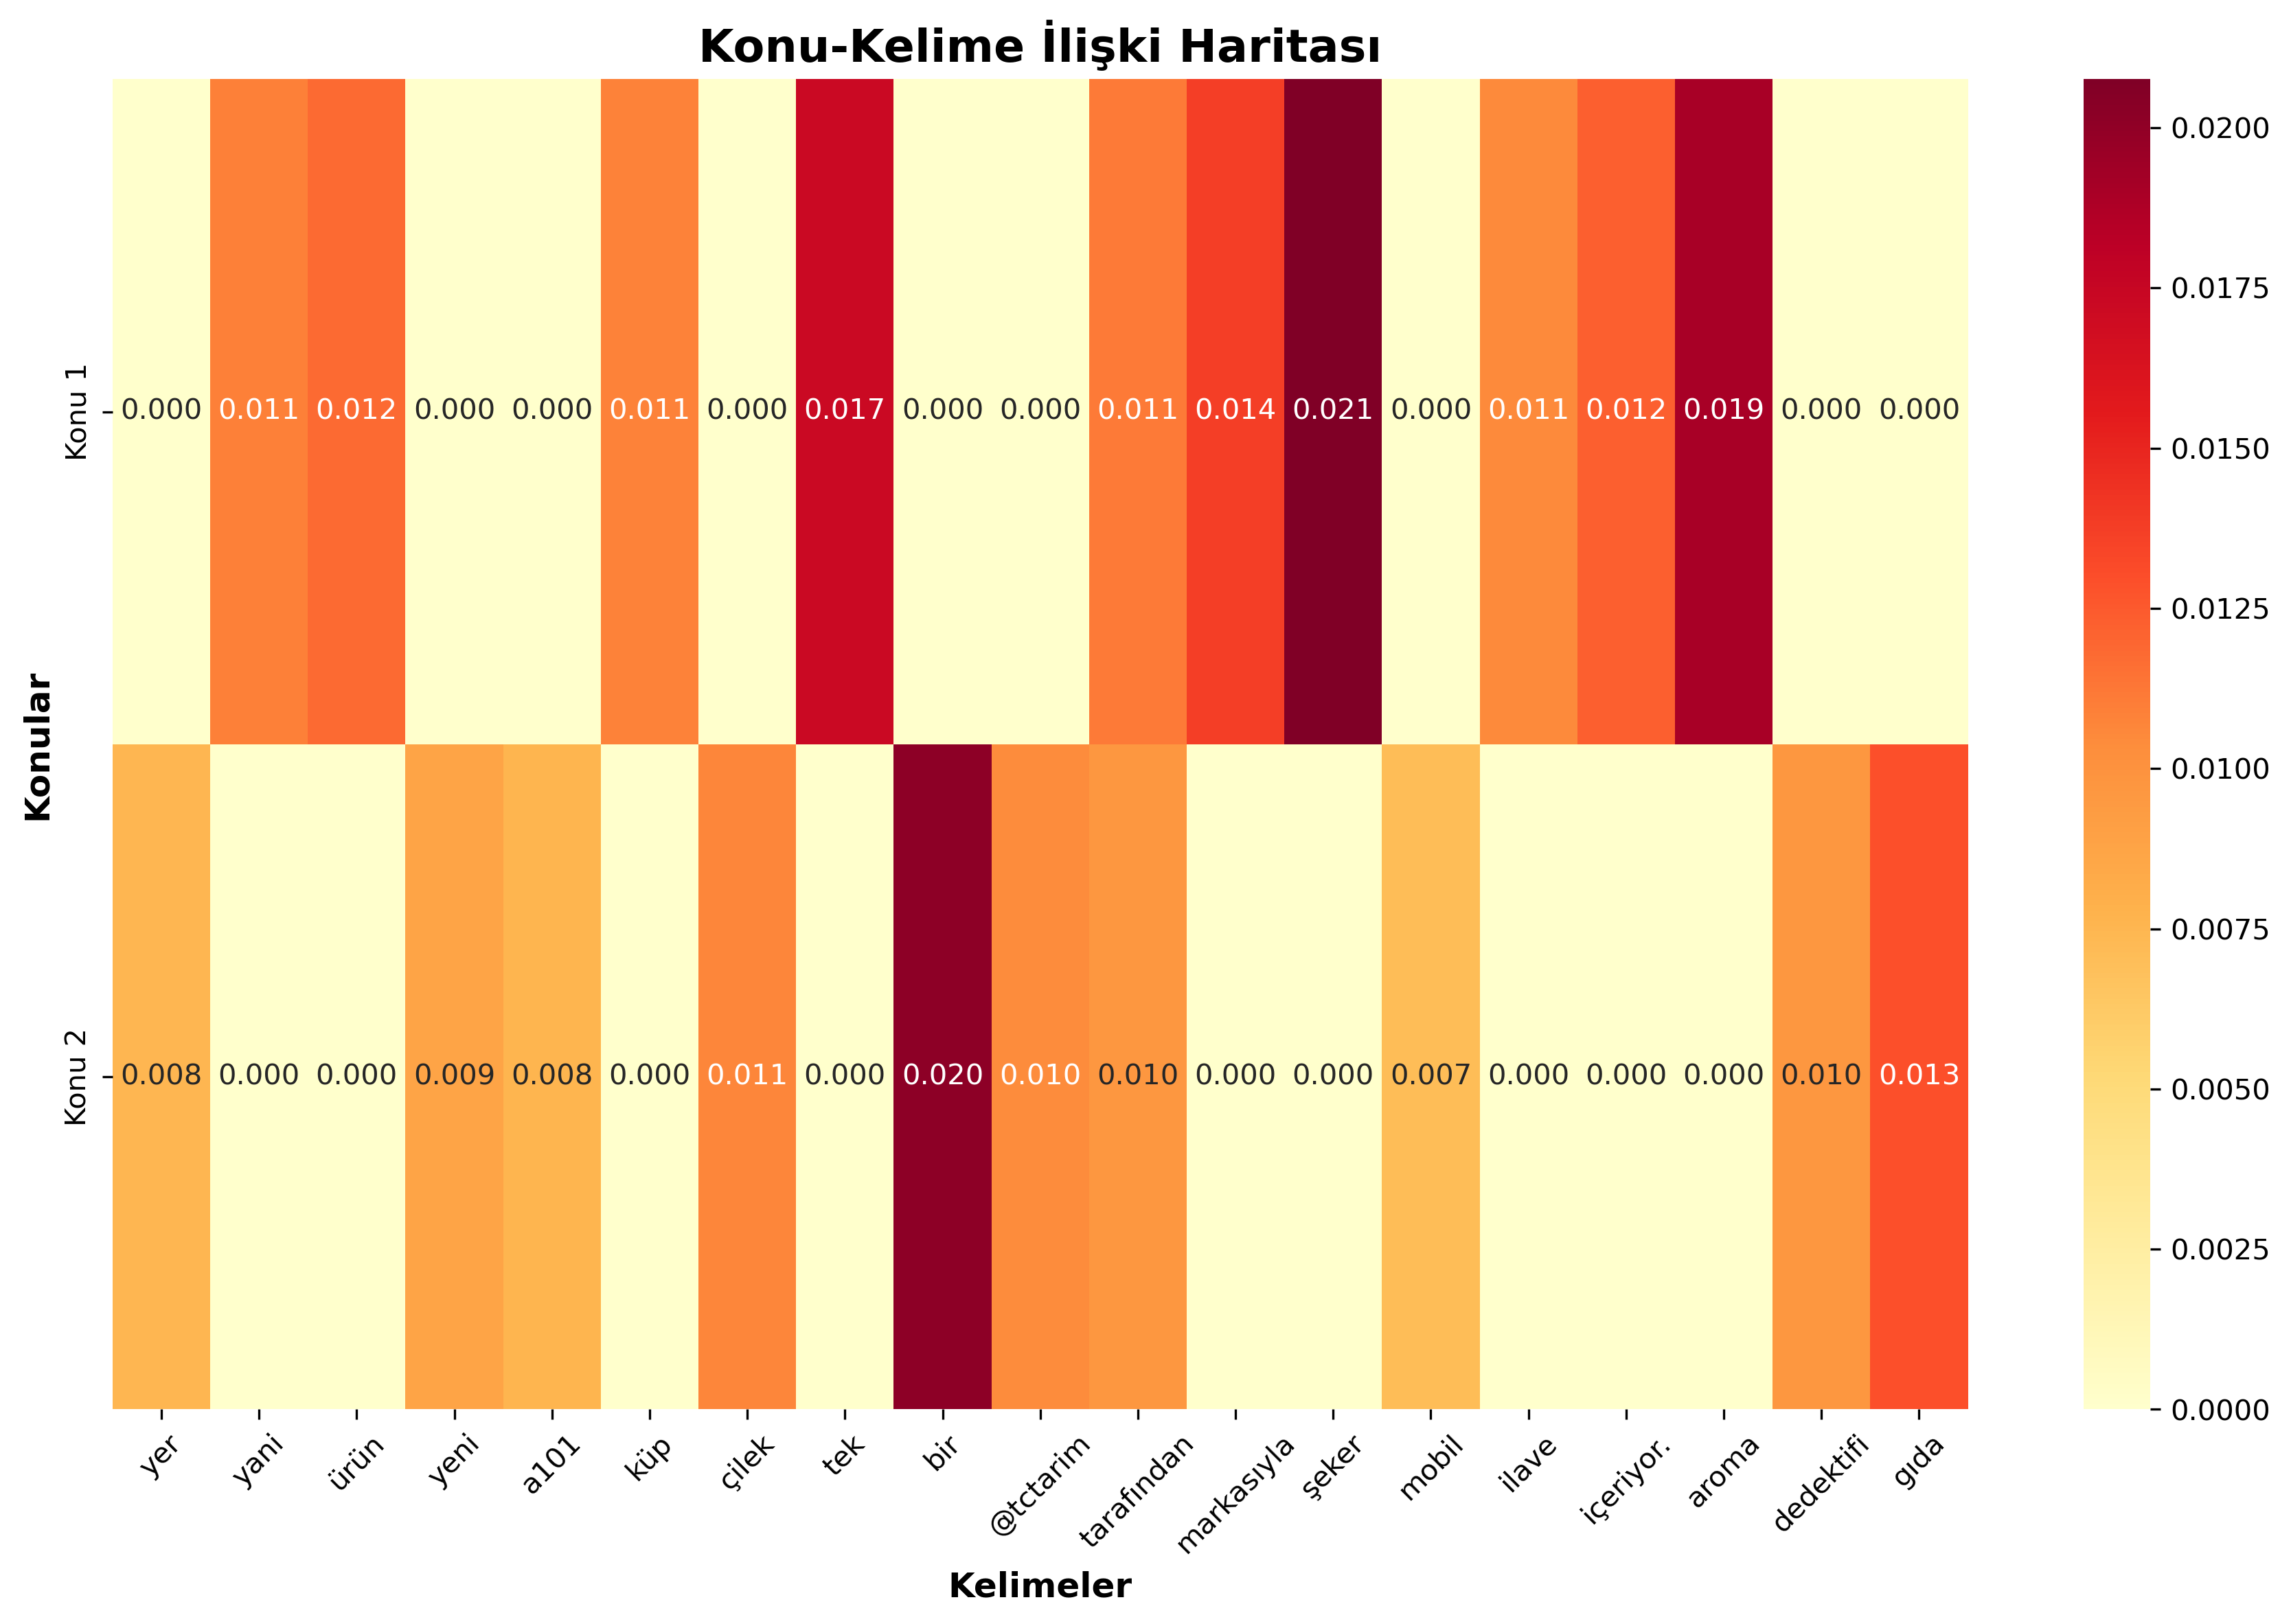 Konu-Kelime İlişki Haritası
Konular
Konu 1
0.000 0.011 0.012 0.000 0.000 0.011 0.000 0.017 0.000 0.000 0.011 0.014 0.021 0.000 0.011 0.012 0.019 0.000 0.000
Konu 2
0.008 0.000 0.000 0.009 0.008 0.000 0.011 0.000 0.020 0.010 0.010 0.000 0.000 0.007 0.000 0.000 0.000 0.010 0.013
yer yani ürün yeni a101 küp çilek tek bir @tctarim tarafından markasıyla şeker mobil ilave içeriyor. aroma dedektifi gıda
Kelimeler
0.0200
0.0175
0.0150
0.0125
0.0100
0.0075
0.0050
0.0025
0.0000